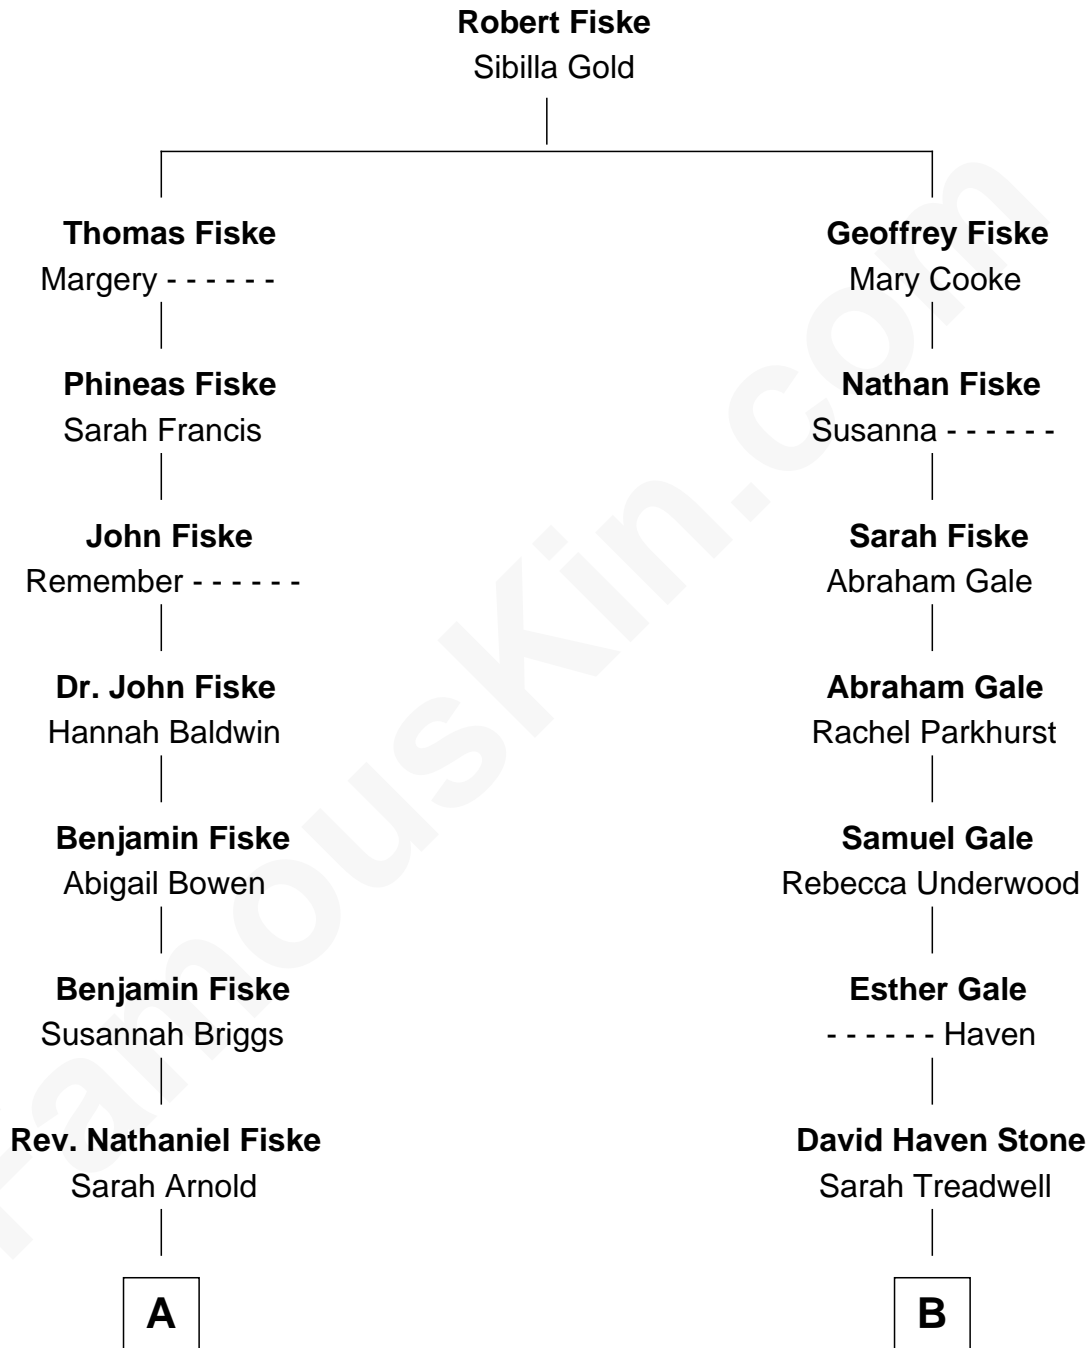 Robert Fiske
Sibilla Gold
Thomas Fiske
Margery - - - - - -
Geoffrey Fiske
Mary Cooke
Phineas Fiske
Sarah Francis
Nathan Fiske
Susanna - - - - - -
John Fiske
Remember - - - - - -
Sarah Fiske
Abraham Gale
Dr. John Fiske
Hannah Baldwin
Abraham Gale
Rachel Parkhurst
Benjamin Fiske
Abigail Bowen
Samuel Gale
Rebecca Underwood
Benjamin Fiske
Susannah Briggs
Esther Gale
- - - - - - Haven
Rev. Nathaniel Fiske
Sarah Arnold
David Haven Stone
Sarah Treadwell
A
B
FamousKin.com